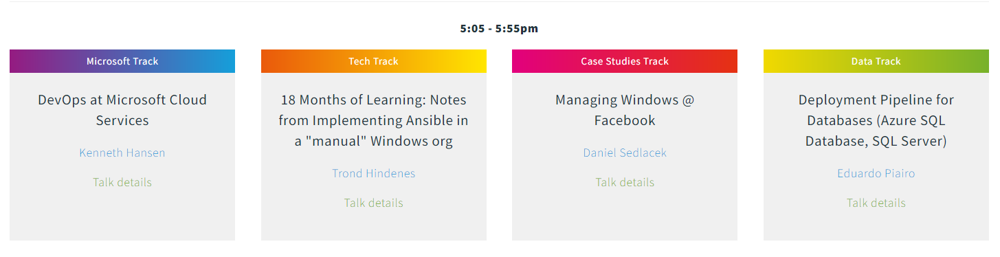 5:05 - 5:55pm
Microsoft Track
DevOps at Microsoft Cloud
Services
Kenneth Hansen
Talk details
Tech Track
18 Months of Learning: Notes
from Implementing Ansible in
a "manual" Windows org
Trond Hindenes
Talk details
Case Studies Track
Managing Windows @
Facebook
Daniel Sedlacek
Talk details
Data Track
Deployment Pipeline for
Databases (Azure SQL
Database, SQL Server)
Eduardo Piairo
Talk details